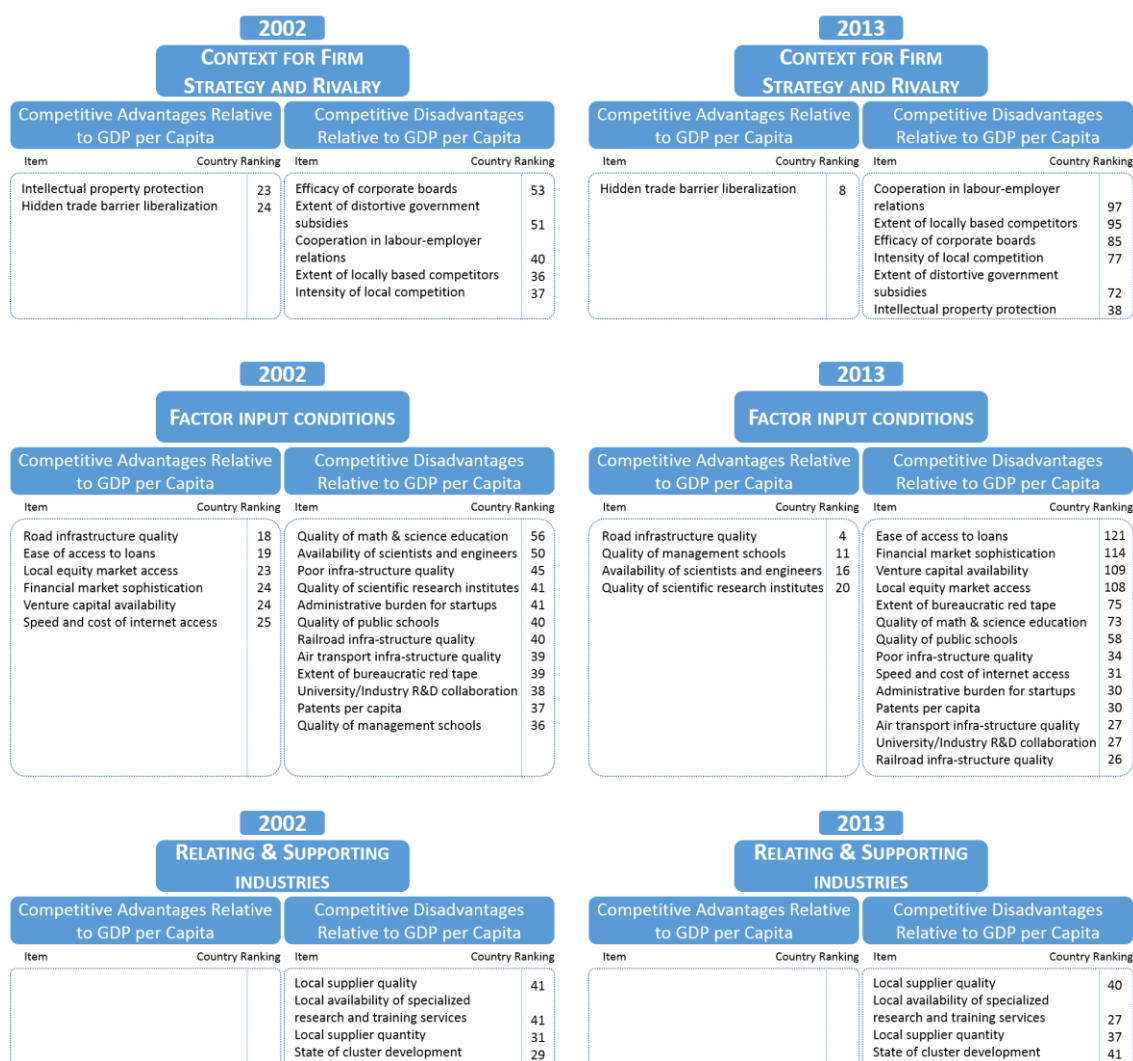 2002
CONTEXT FOR FIRM
STRATEGY AND RIVALRY
Competitive Advantages Relative
to GDP per Capita
Competitive Disadvantages
Relative to GDP per Capita
Item Country Ranking Item Country Ranking
Intellectual property protection 23
Hidden trade barrier liberalization 24
Efficacy of corporate boards 53
Extent of distortive government
subsidies 51
Cooperation in labour-employer
relations 40
Extent of locally based competitors 36
Intensity of local competition 37
2013
CONTEXT FOR FIRM
STRATEGY AND RIVALRY
Competitive Advantages Relative
to GDP per Capita
Competitive Disadvantages
Relative to GDP per Capita
Item Country Ranking Item Country Ranking
Hidden trade barrier liberalization 8
Cooperation in labour-employer
relations 97
Extent of locally based competitors 95
Efficacy of corporate boards 85
Intensity of local competition 77
Extent of distortive government
subsidies 72
Intellectual property protection 38
2002
FACTOR INPUT CONDITIONS
Competitive Advantages Relative
to GDP per Capita
Competitive Disadvantages
Relative to GDP per Capita
Item Country Ranking Item Country Ranking
Road infrastructure quality 18
Ease of access to loans 19
Local equity market access 23
Financial market sophistication 24
Venture capital availability 24
Speed and cost of internet access 25
Quality of math & science education 56
Availability of scientists and engineers 50
Poor infra-structure quality 45
Quality of scientific research institutes 41
Administrative burden for startups 41
Quality of public schools 40
Railroad infra-structure quality 40
Air transport infra-structure quality 39
Extent of bureaucratic red tape 39
University/Industry R&D collaboration 38
Patents per capita 37
Quality of management schools 36
2013
FACTOR INPUT CONDITIONS
Competitive Advantages Relative
to GDP per Capita
Competitive Disadvantages
Relative to GDP per Capita
Item Country Ranking Item Country Ranking
Road infrastructure quality 4
Quality of management schools 11
Availability of scientists and engineers 16
Quality of scientific research institutes 20
Ease of access to loans 121
Financial market sophistication 114
Venture capital availability 109
Local equity market access 108
Extent of bureaucratic red tape 75
Quality of math & science education 73
Quality of public schools 58
Poor infra-structure quality 34
Speed and cost of internet access 31
Administrative burden for startups 30
Patents per capita 30
Air transport infra-structure quality 27
University/Industry R&D collaboration 27
Railroad infra-structure quality 26
2002
RELATING & SUPPORTING
INDUSTRIES
Competitive Advantages Relative
to GDP per Capita
Competitive Disadvantages
Relative to GDP per Capita
Item Country Ranking Item Country Ranking
Local supplier quality 41
Local availability of specialized
research and training services 41
Local supplier quantity 31
State of cluster development 29
2013
RELATING & SUPPORTING
INDUSTRIES
Competitive Advantages Relative
to GDP per Capita
Competitive Disadvantages
Relative to GDP per Capita
Item Country Ranking Item Country Ranking
Local supplier quality 40
Local availability of specialized
research and training services 27
Local supplier quantity 37
State of cluster development 41